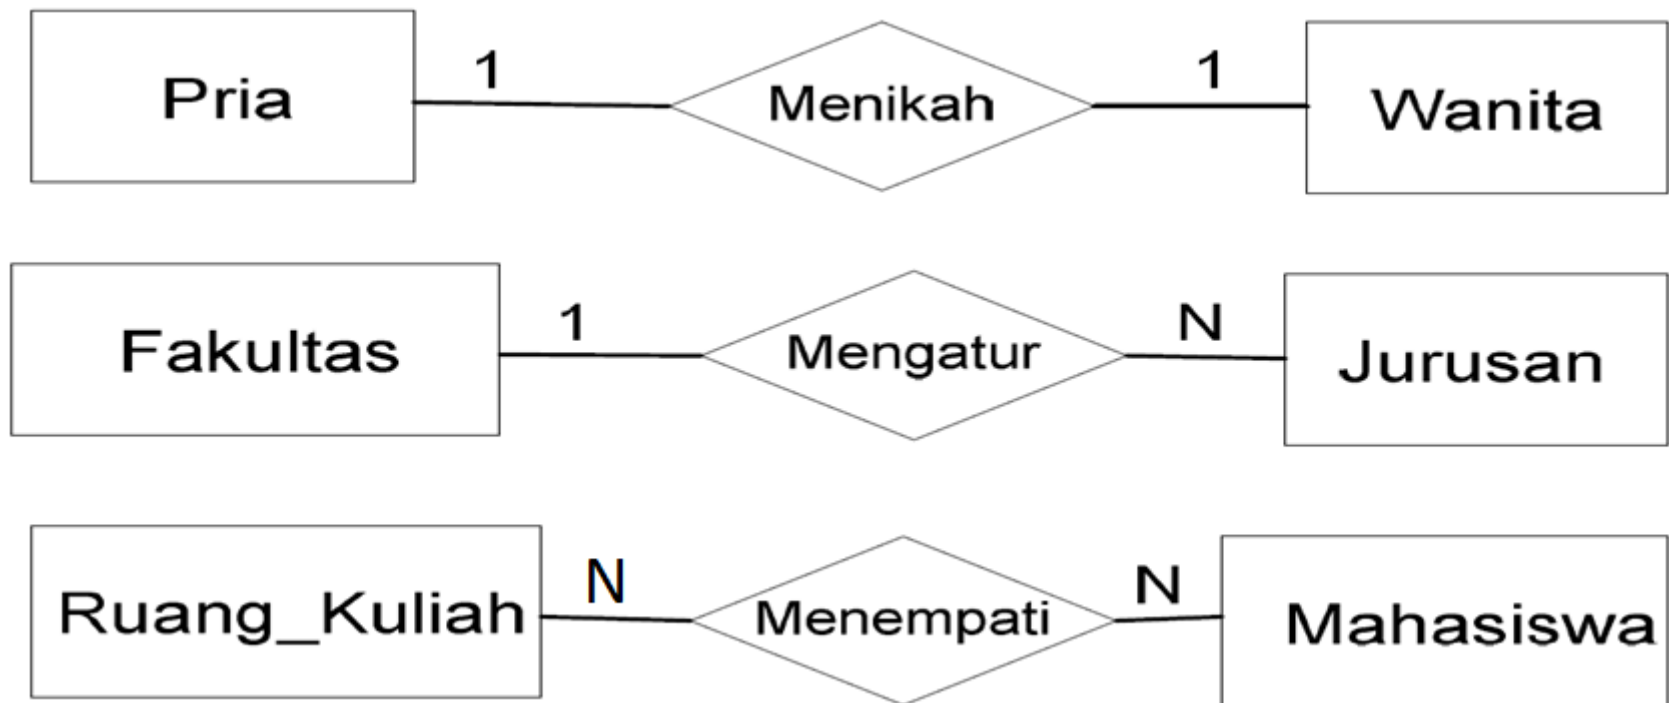 Pria 1 Menikah 1 Wanita
Fakultas 1 Mengatur N Jurusan
Ruang_Kuliah N Menempati N Mahasiswa